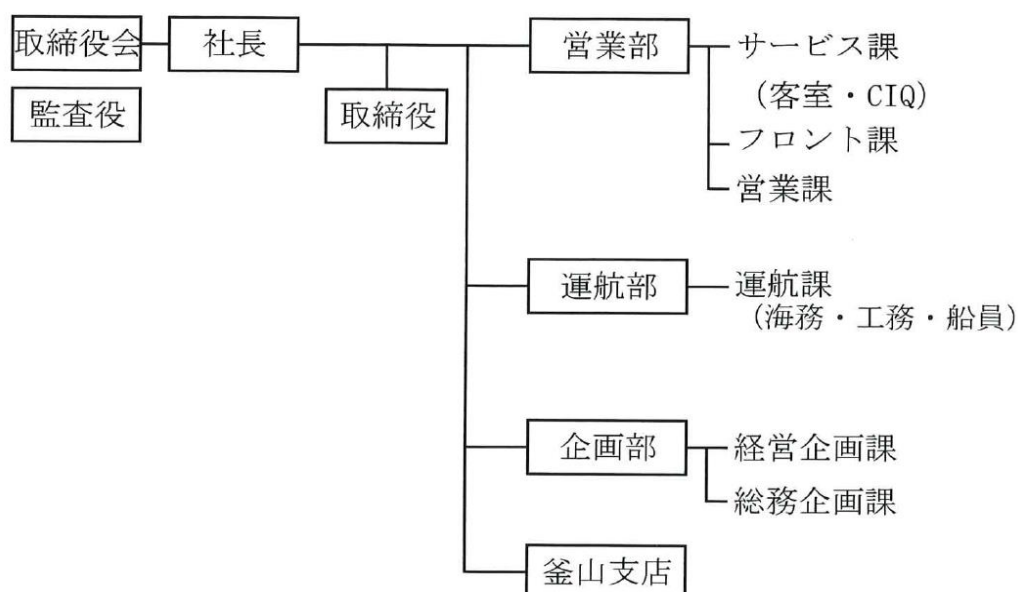 取締役会
社長
営業部
サービス課
（客室・CIQ）
監査役
取締役
フロント課
営業課
運航部
運航課
（海務・工務・船員）
企画部
経営企画課
総務企画課
釜山支店